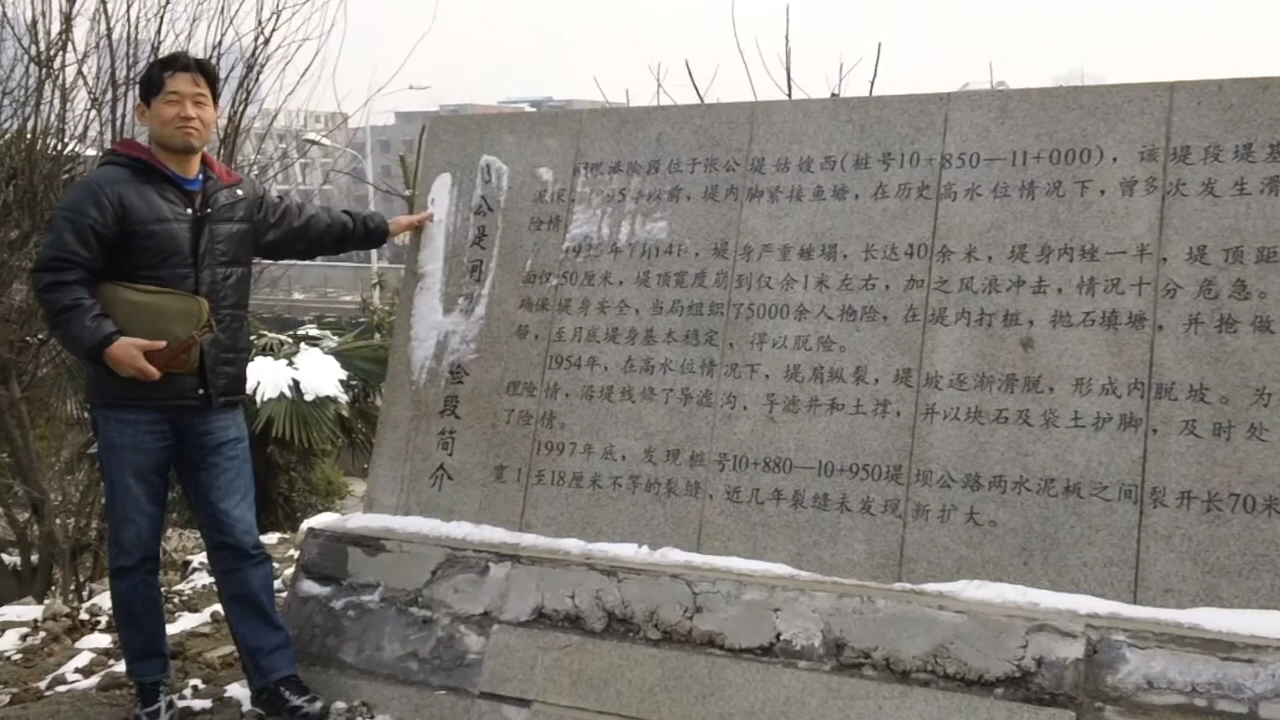 公堤
险段简介
港险段位于张公堤姑嫂西(桩号10+850—11+000)，该堤段堤基
年以前，堤内脚紧接鱼塘，在历史高水位情况下，曾多次发生滑
险情
年7月14日，堤身严重矬塌，长达40余米，堤身内矬一半，堤顶距
面仅50厘米，堤顶宽度崩到仅余1米左右，加之风浪冲击，情况十分危急。
确保堤身安全，当局组织了5000余人抢险，在堤内打桩，抛石填塘，并抢做
帮，至月底堤身基本稳定，得以脱险。
1954年，在高水位情况下，堤肩纵裂，堤坡逐渐滑脱，形成内脱坡。为
理险情，沿堤线修了导滤沟、导滤井和土撑，并以块石及袋土护脚，及时处
了险情。
1997年底，发现桩号10+880—10+950堤坝公路两水泥板之间裂开长70米
宽1至18厘米不等的裂缝，近几年裂缝未发现新扩大。